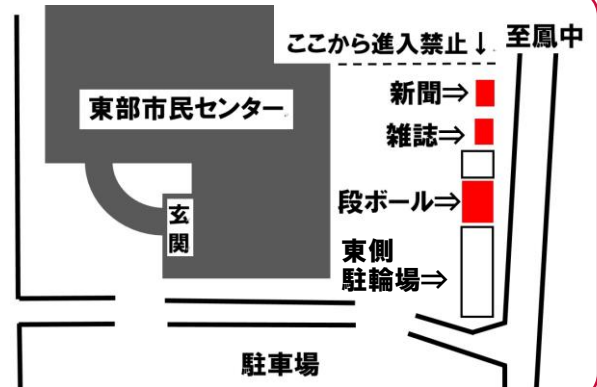 ここから進入禁止↓
至鳳中
新聞⇒
東部市民センター
雑誌⇒
段ボール⇒
玄
関
東側
駐輪場⇒
駐車場